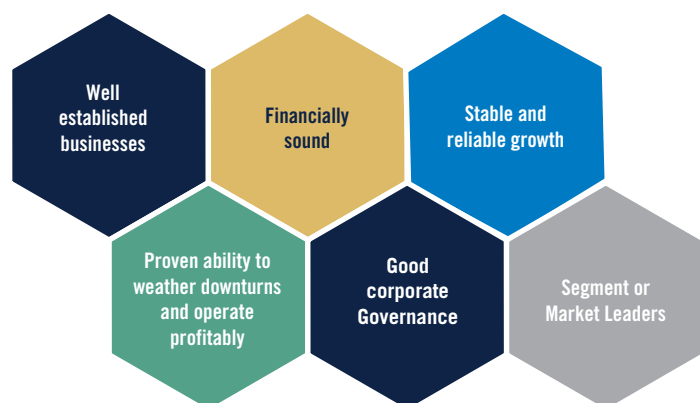 Well
established
businesses
Financially
sound
Stable and
reliable growth
Proven ability to
weather downturns
and operate
profitably
Good
corporate
Governance
Segment or
Market Leaders